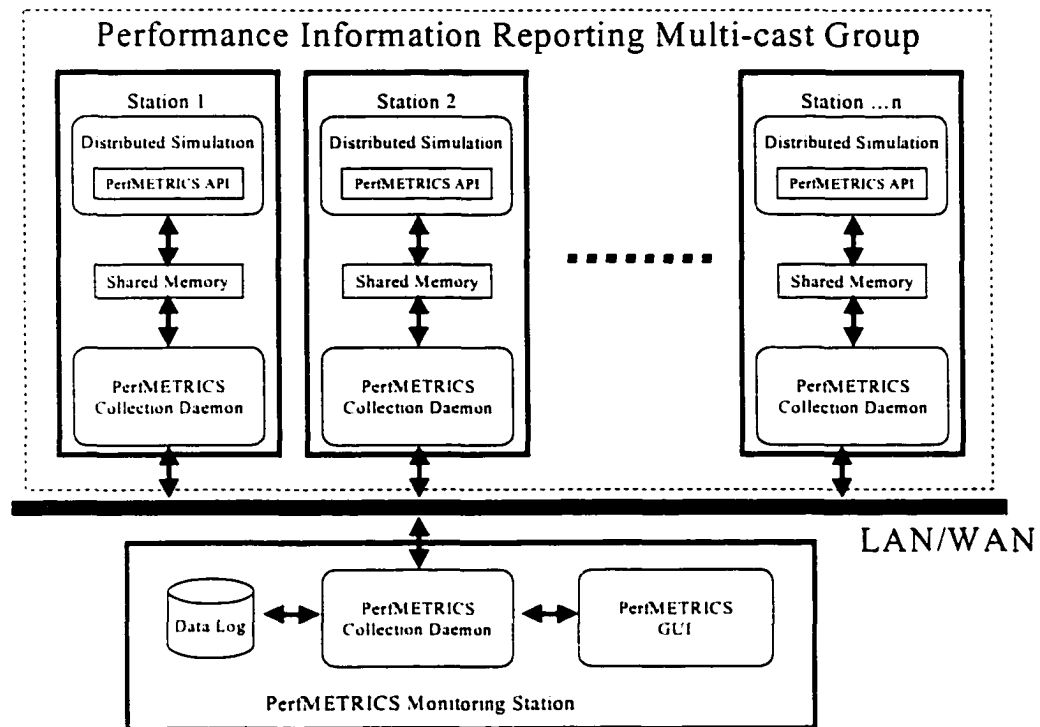 Performance Information Reporting Multi-cast Group
Station 1
Distributed Simulation
PerfMETRICS API
Shared Memory
PerfMETRICS
Collection Daemon
Station 2
Distributed Simulation
PerfMETRICS API
Shared Memory
PerfMETRICS
Collection Daemon
Station ...n
Distributed Simulation
PerfMETRICS API
Shared Memory
PerfMETRICS
Collection Daemon
LAN/WAN
Data Log
PerfMETRICS
Collection Daemon
PerfMETRICS
GUI
PerfMETRICS Monitoring Station